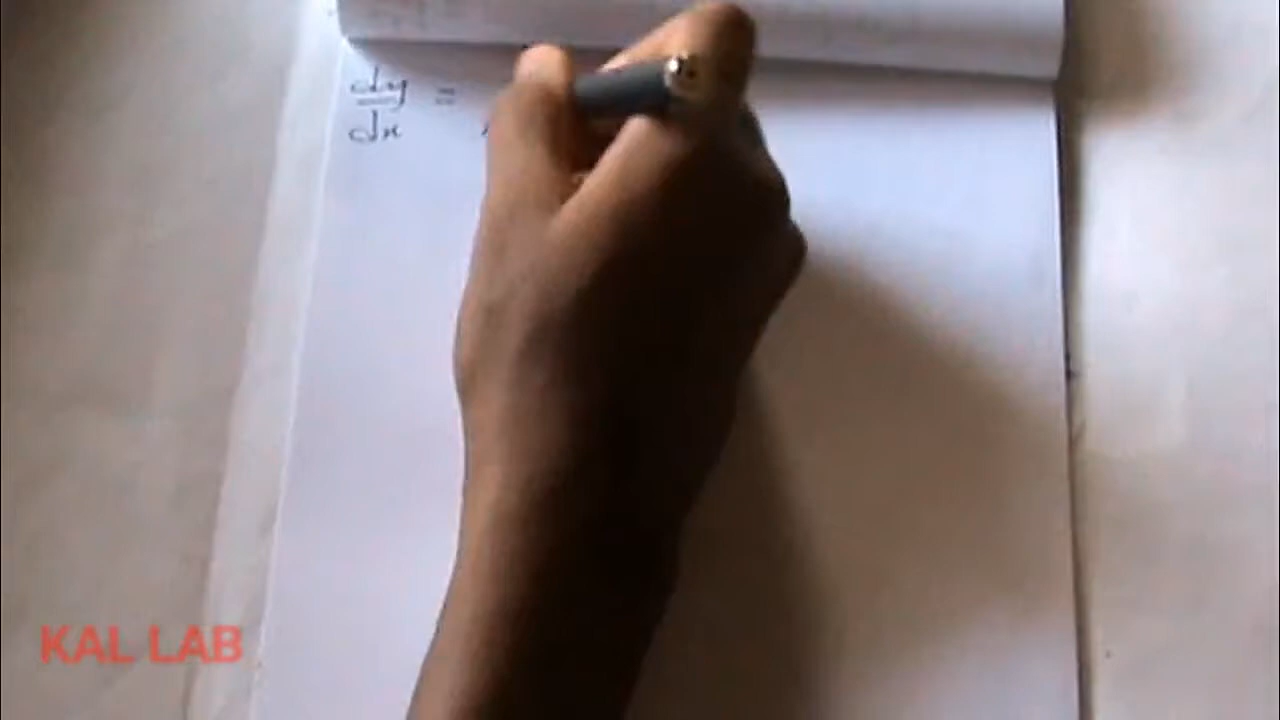 dy/dx =
KAL LAB